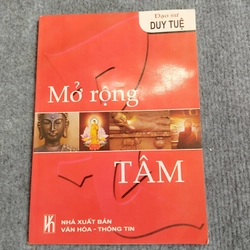 Đạo sư
DUY TUỆ
Mở rộng
TÂM
NHÀ XUẤT BẢN
VĂN HÓA - THÔNG TIN